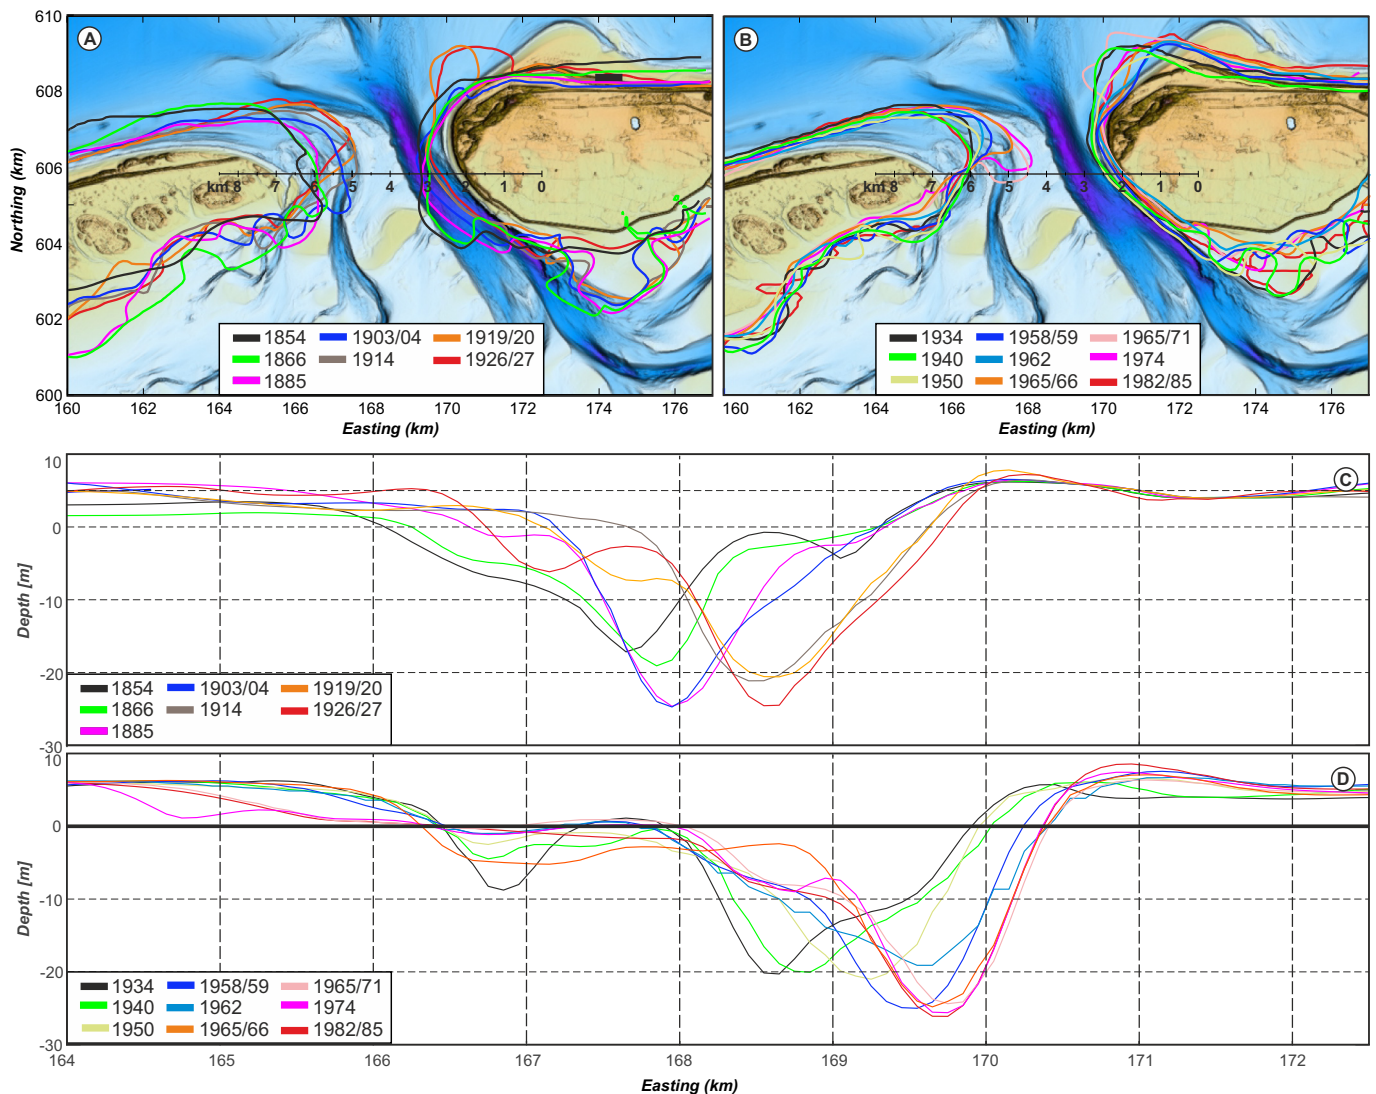 610
608
606
604
602
600
Northing (km)
A
km 8 7 6 5 4 3 2 1 0
1854 1903/04 1919/20
1866 1914 1926/27
1885
160 162 164 166 168 170 172 174 176
Easting (km)
B
km 8 7 6 5 4 3 2 1 0
1934 1958/59 1965/71
1940 1962 1974
1950 1965/66 1982/85
160 162 164 166 168 170 172 174 176
Easting (km)
10
0
-10
-20
-30
Depth [m]
C
1854 1903/04 1919/20
1866 1914 1926/27
1885
10
0
-10
-20
-30
Depth [m]
D
1934 1958/59 1965/71
1940 1962 1974
1950 1965/66 1982/85
164 165 166 167 168 169 170 171 172
Easting (km)